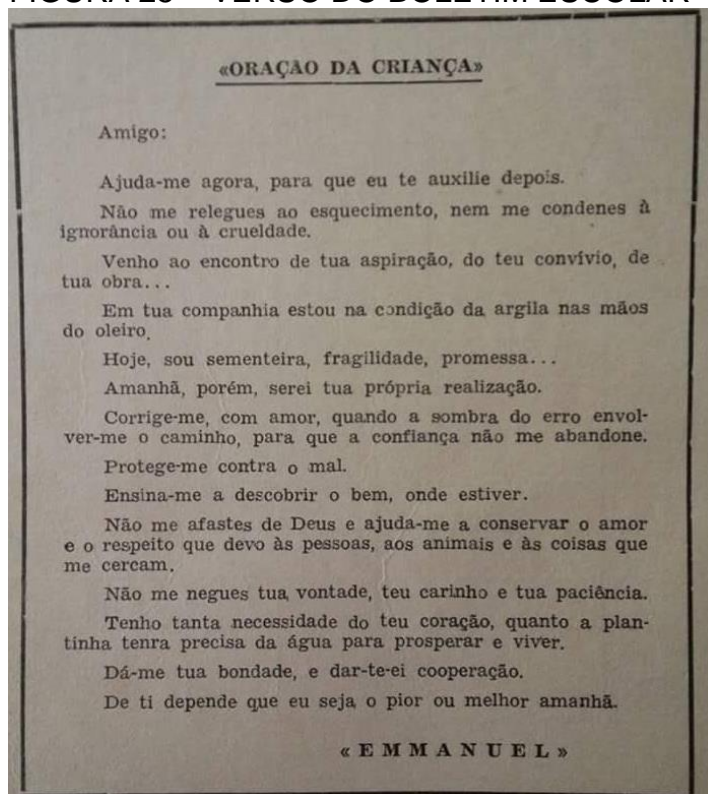 «ORAÇÃO DA CRIANÇA»
Amigo:
Ajuda-me agora, para que eu te auxilie depois.
Não me relegues ao esquecimento, nem me condenes à
ignorância ou à crueldade.
Venho ao encontro de tua aspiração, do teu convívio, de
tua obra...
Em tua companhia estou na condição da argila nas mãos
do oleiro.
Hoje, sou sementeira, fragilidade, promessa...
Amanhã, porém, serei tua própria realização.
Corrige-me, com amor, quando a sombra do erro envol-
ver-me o caminho, para que a confiança não me abandone.
Protege-me contra o mal.
Ensina-me a descobrir o bem, onde estiver.
Não me afastes de Deus e ajuda-me a conservar o amor
e o respeito que devo às pessoas, aos animais e às coisas que
me cercam.
Não me negues tua vontade, teu carinho e tua paciência.
Tenho tanta necessidade do teu coração, quanto a plan-
tinha tenra precisa da água para prosperar e viver.
Dá-me tua bondade, e dar-te-ei cooperação.
De ti depende que eu seja o pior ou melhor amanhã.
«EMMANUEL»